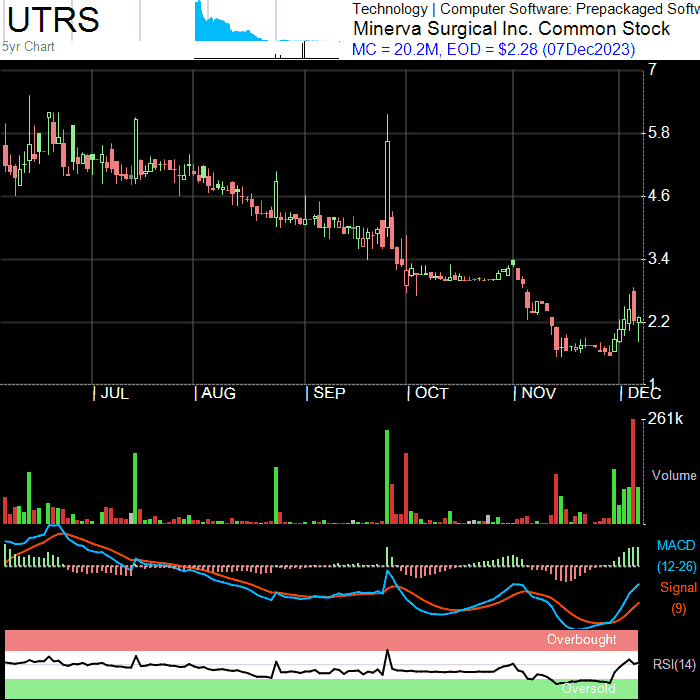 UTRS
5yr Chart
Technology | Computer Software: Prepackaged Softw
Minerva Surgical Inc. Common Stock
MC = 20.2M, EOD = $2.28 (07Dec2023)
7
5.8
4.6
3.4
2.2
1
JUL
AUG
SEP
OCT
NOV
DEC
261k
Volume
MACD
(12-26)
Signal
(9)
Overbought
RSI(14)
Oversold